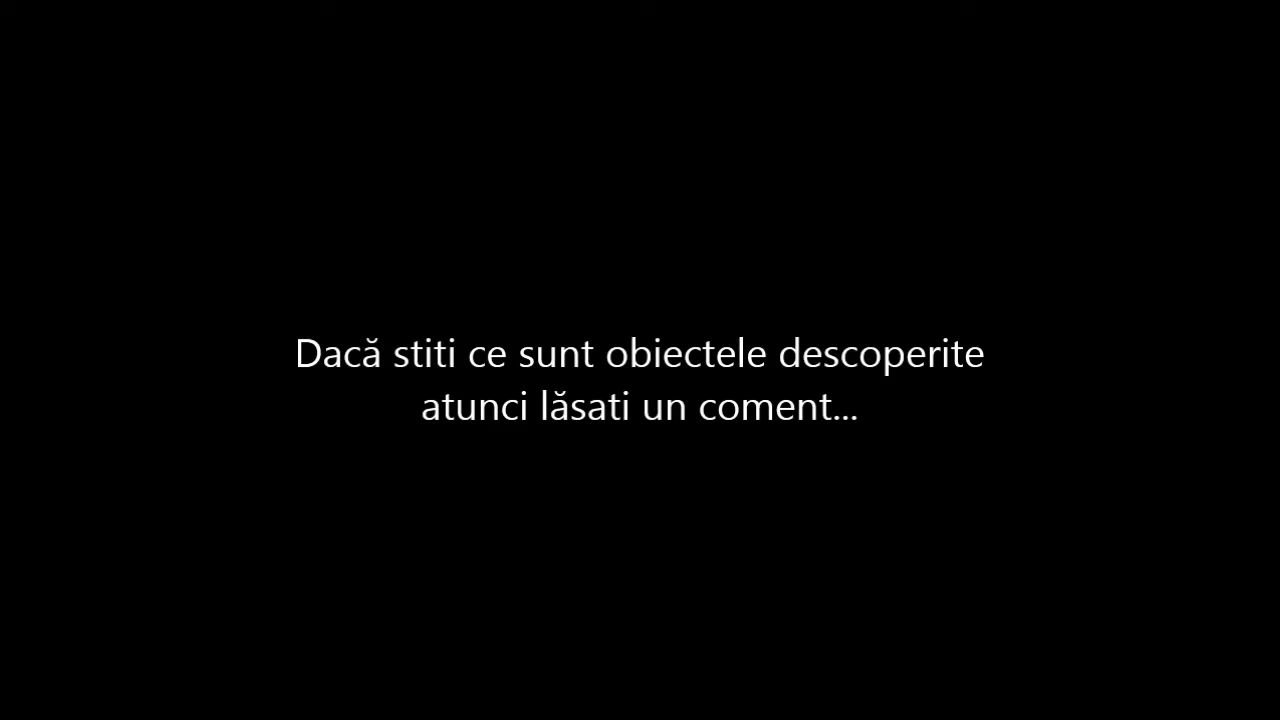 Dacă stiti ce sunt obiectele descoperite
atunci lăsati un coment...